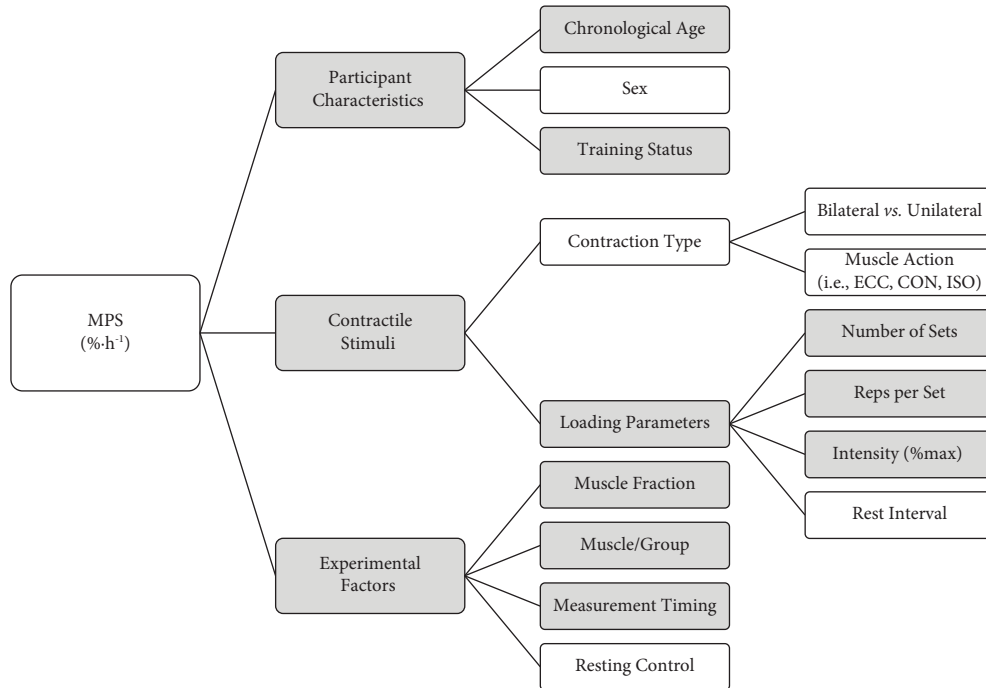 MPS
(%·h⁻¹)
Participant
Characteristics
Chronological Age
Sex
Training Status
Contractile
Stimuli
Contraction Type
Bilateral vs. Unilateral
Muscle Action
(i.e., ECC, CON, ISO)
Loading Parameters
Number of Sets
Reps per Set
Intensity (%max)
Rest Interval
Experimental
Factors
Muscle Fraction
Muscle/Group
Measurement Timing
Resting Control